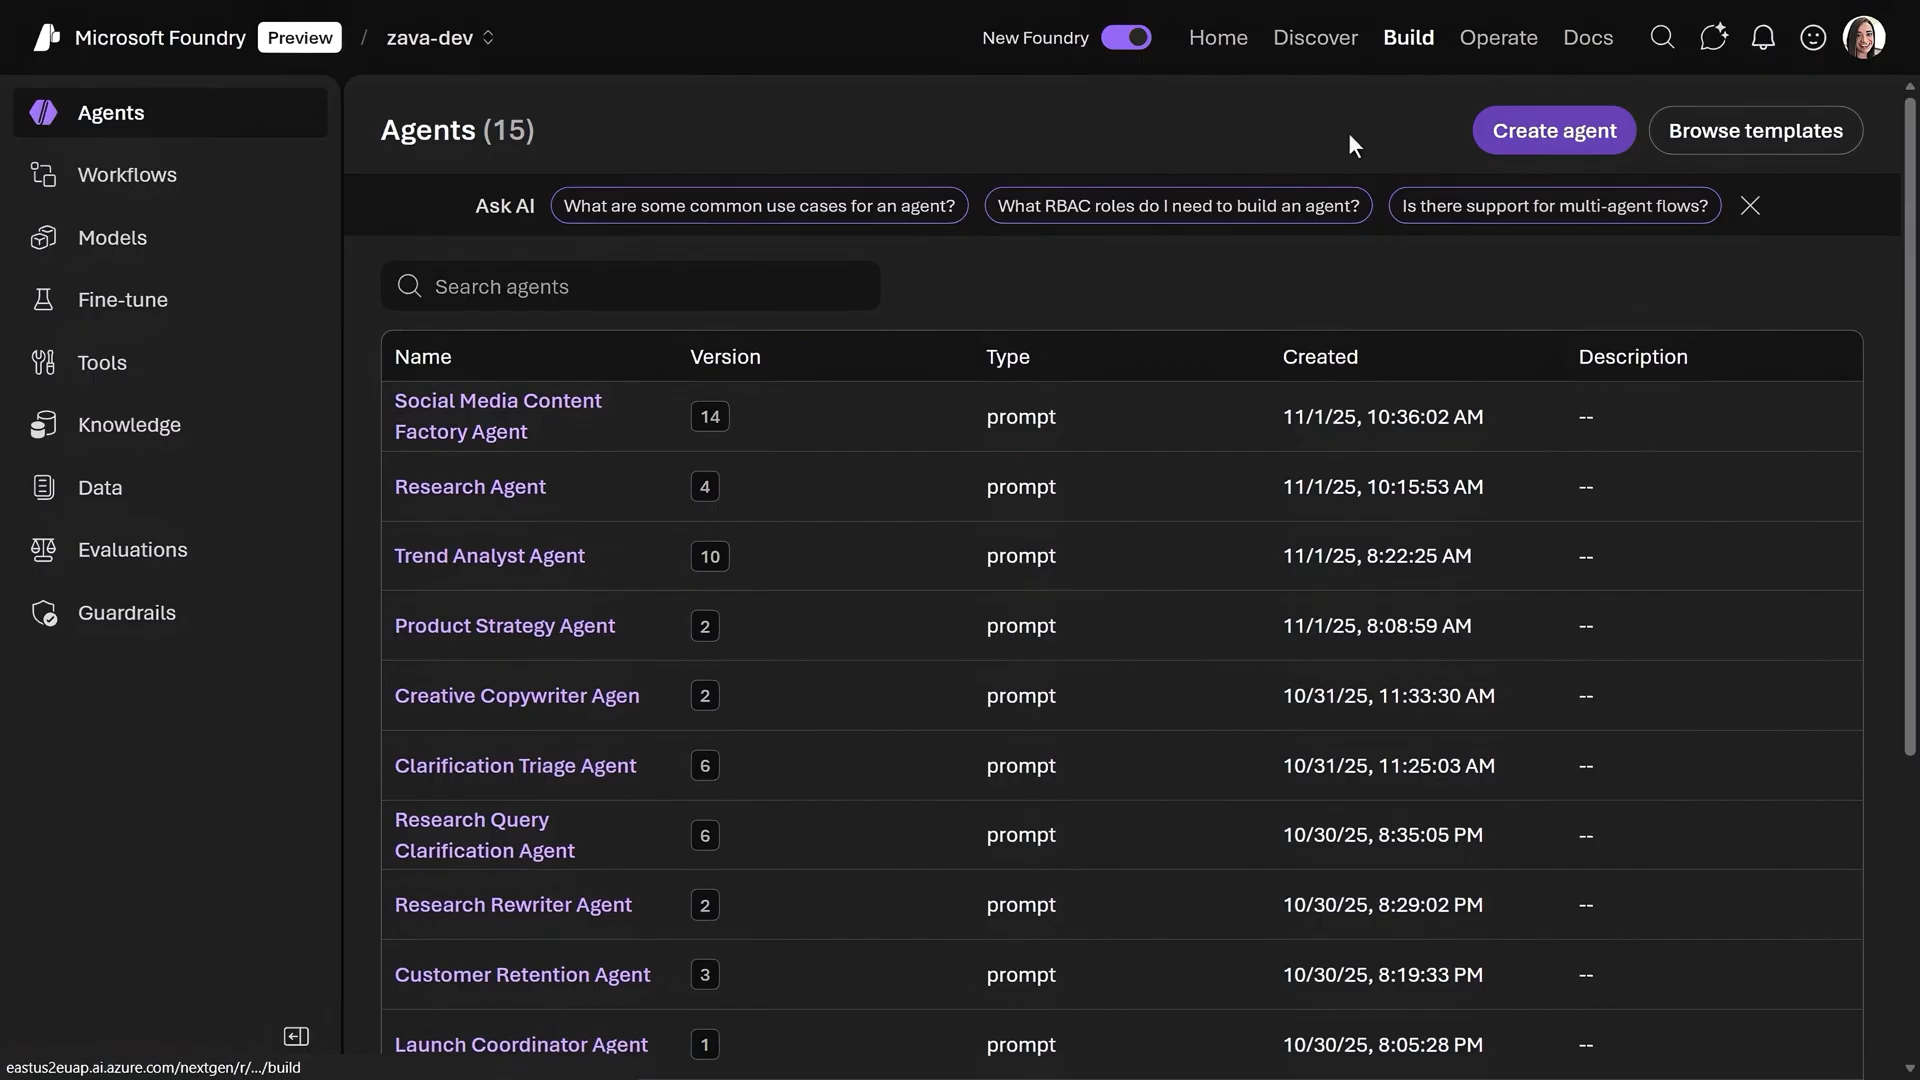 Microsoft Foundry Preview / zava-dev New Foundry Home Discover Build Operate Docs
Agents
Workflows
Models
Fine-tune
Tools
Knowledge
Data
Evaluations
Guardrails
Agents (15) Create agent Browse templates
Ask AI What are some common use cases for an agent? What RBAC roles do I need to build an agent? Is there support for multi-agent flows?
Search agents
Name Version Type Created Description
Social Media Content
Factory Agent 14 prompt 11/1/25, 10:36:02 AM --
Research Agent 4 prompt 11/1/25, 10:15:53 AM --
Trend Analyst Agent 10 prompt 11/1/25, 8:22:25 AM --
Product Strategy Agent 2 prompt 11/1/25, 8:08:59 AM --
Creative Copywriter Agen 2 prompt 10/31/25, 11:33:30 AM --
Clarification Triage Agent 6 prompt 10/31/25, 11:25:03 AM --
Research Query
Clarification Agent 6 prompt 10/30/25, 8:35:05 PM --
Research Rewriter Agent 2 prompt 10/30/25, 8:29:02 PM --
Customer Retention Agent 3 prompt 10/30/25, 8:19:33 PM --
Launch Coordinator Agent 1 prompt 10/30/25, 8:05:28 PM --
eastus2euap.ai.azure.com/nextgen/r/.../build